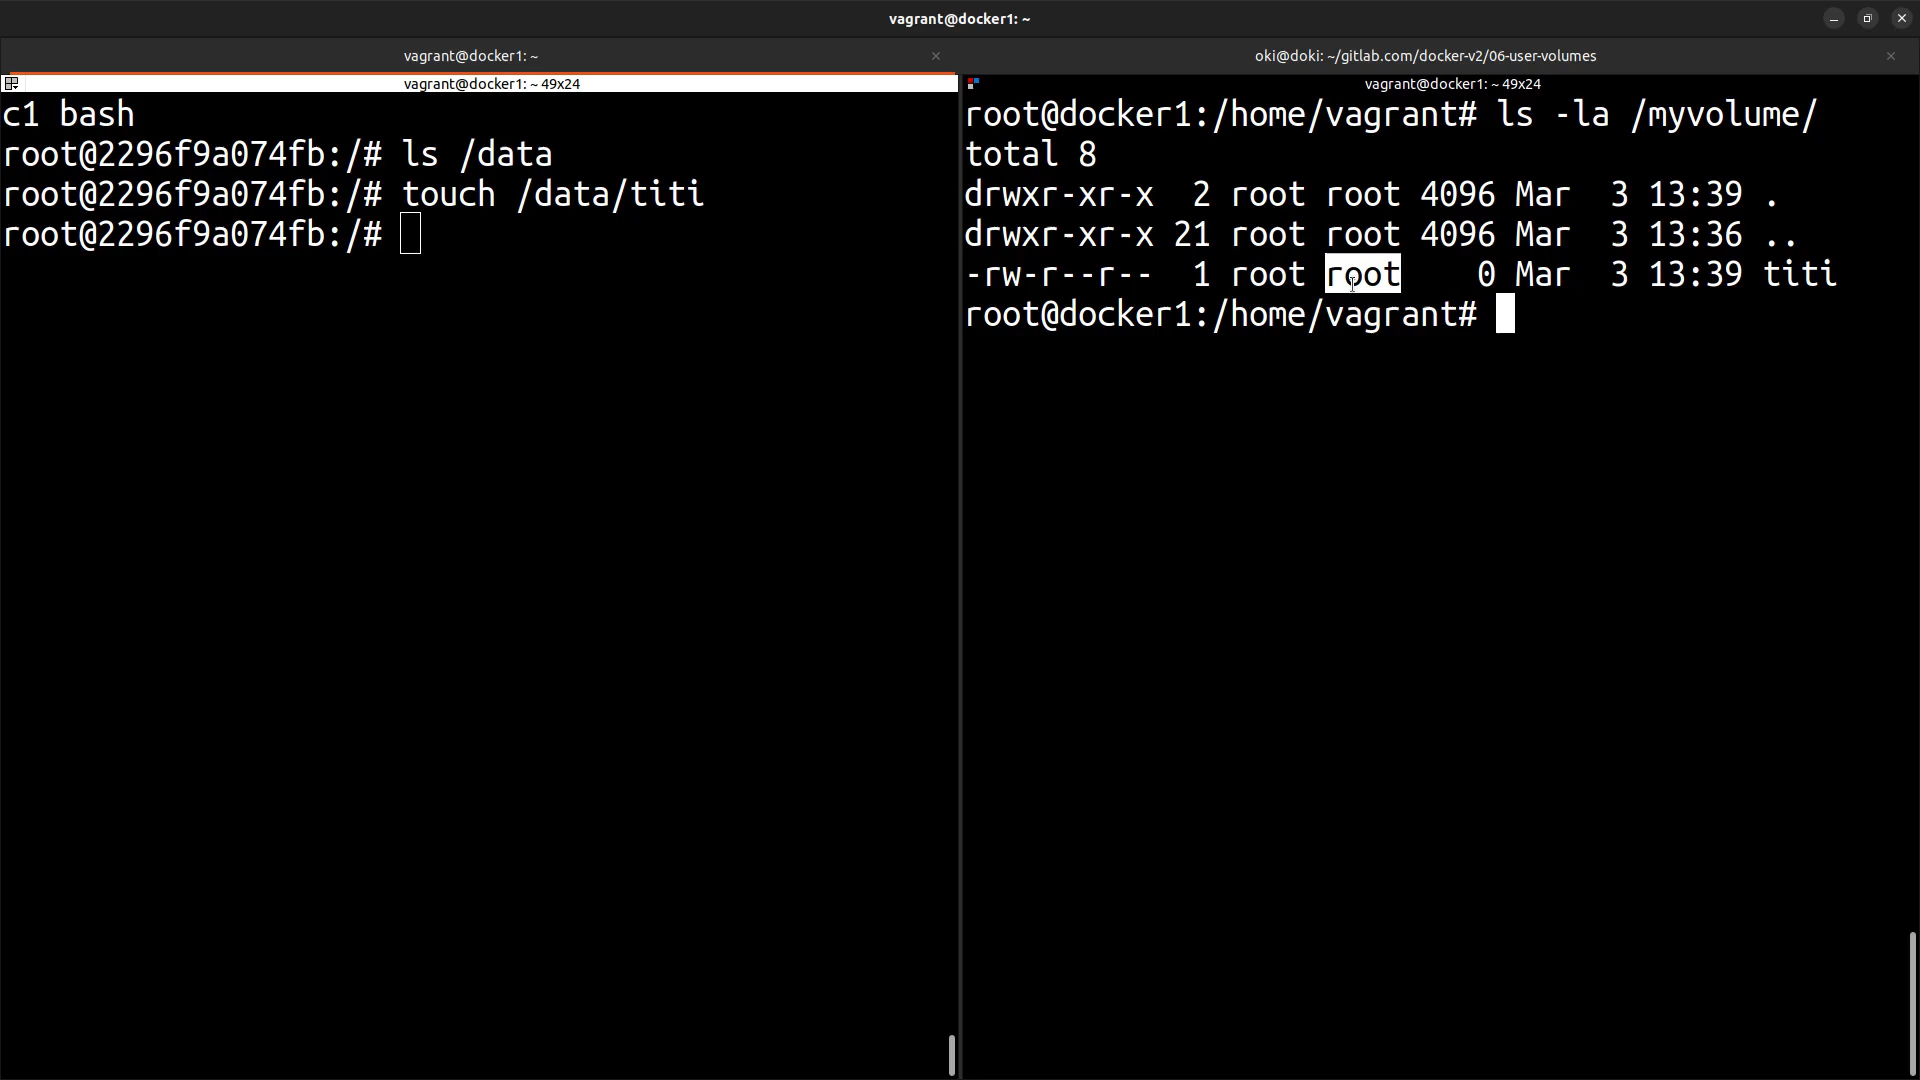 vagrant@docker1: ~
vagrant@docker1: ~
oki@doki: ~/gitlab.com/docker-v2/06-user-volumes
vagrant@docker1: ~ 49x24
c1 bash
root@2296f9a074fb:/# ls /data
root@2296f9a074fb:/# touch /data/titi
root@2296f9a074fb:/#
vagrant@docker1: ~ 49x24
root@docker1:/home/vagrant# ls -la /myvolume/
total 8
drwxr-xr-x  2 root root 4096 Mar  3 13:39 .
drwxr-xr-x 21 root root 4096 Mar  3 13:36 ..
-rw-r--r--  1 root root    0 Mar  3 13:39 titi
root@docker1:/home/vagrant#